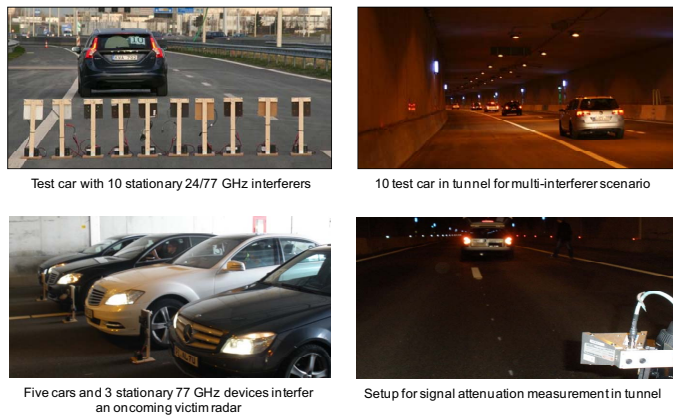 Test car with 10 stationary 24/77 GHz interferers
10 test car in tunnel for multi-interferer scenario
Five cars and 3 stationary 77 GHz devices interfer
an oncoming victim radar
Setup for signal attenuation measurement in tunnel